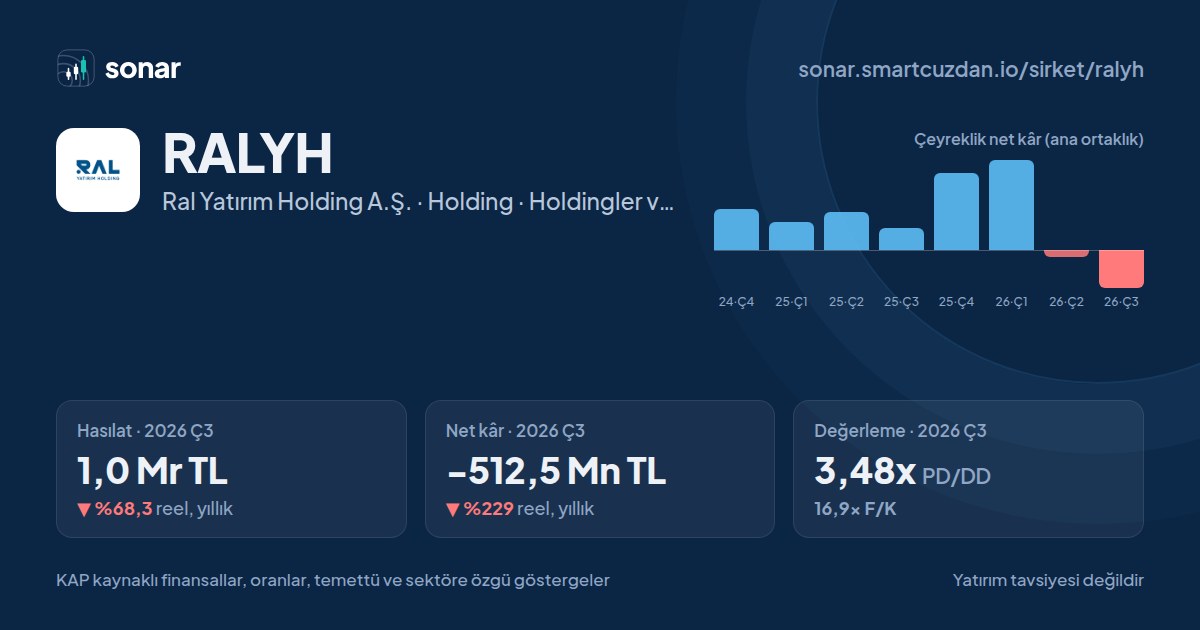 sonar
sonar.smartcuzdan.io/sirket/ralyh
RAL
YATIRIM HOLDING
RALYH
Ral Yatırım Holding A.Ş. · Holding · Holdingler v…
Çeyreklik net kâr (ana ortaklık)
24·Ç4 25·Ç1 25·Ç2 25·Ç3 25·Ç4 26·Ç1 26·Ç2 26·Ç3
Hasılat · 2026 Ç3
1,0 Mr TL
▼ %68,3 reel, yıllık
Net kâr · 2026 Ç3
−512,5 Mn TL
▼ %229 reel, yıllık
Değerleme · 2026 Ç3
3,48x PD/DD
16,9× F/K
KAP kaynaklı finansallar, oranlar, temettü ve sektöre özgü göstergeler
Yatırım tavsiyesi değildir